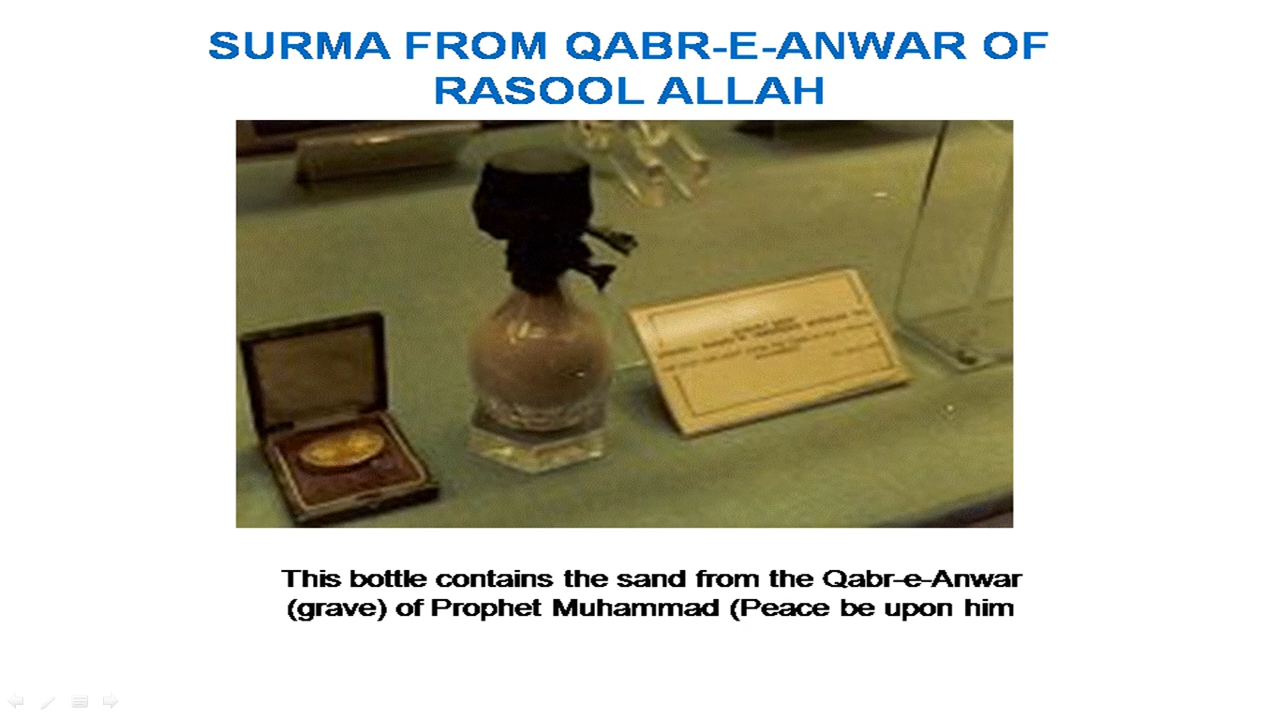 SURMA FROM QABR-E-ANWAR OF
RASOOL ALLAH
This bottle contains the sand from the Qabr-e-Anwar
(grave) of Prophet Muhammad (Peace be upon him